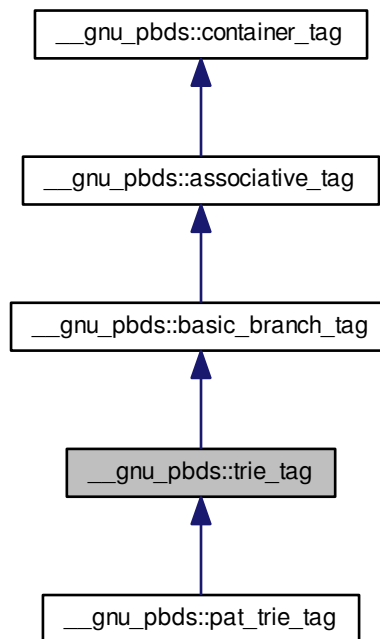 __gnu_pbds::container_tag
__gnu_pbds::associative_tag
__gnu_pbds::basic_branch_tag
__gnu_pbds::trie_tag
__gnu_pbds::pat_trie_tag